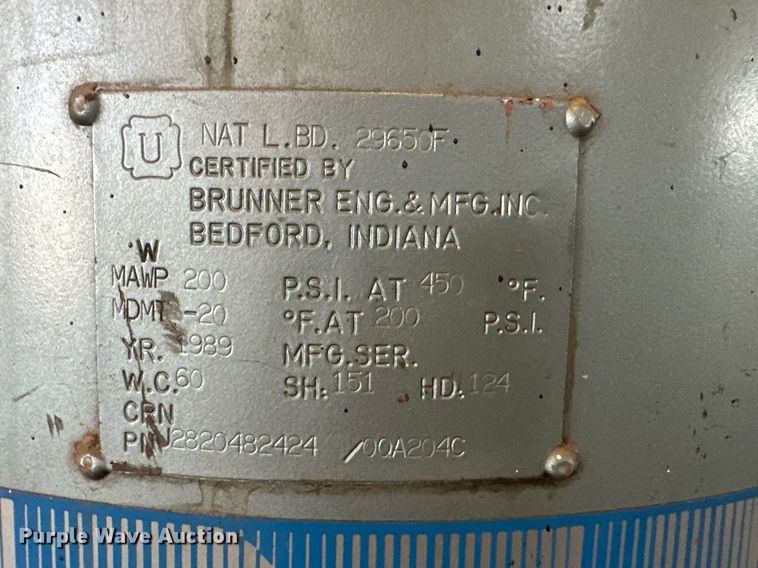 U NAT L.BD. 29650F
CERTIFIED BY
BRUNNER ENG.& MFG.INC.
BEDFORD, INDIANA
W
MAWP 200 P.S.I. AT 450 °F.
MDMT -20 °F.AT 200 P.S.I.
YR. 1989 MFG.SER.
W.C.60 SH.151 HD.124
CRN
PN J2820482424 /00A204C
Purple Wave Auction